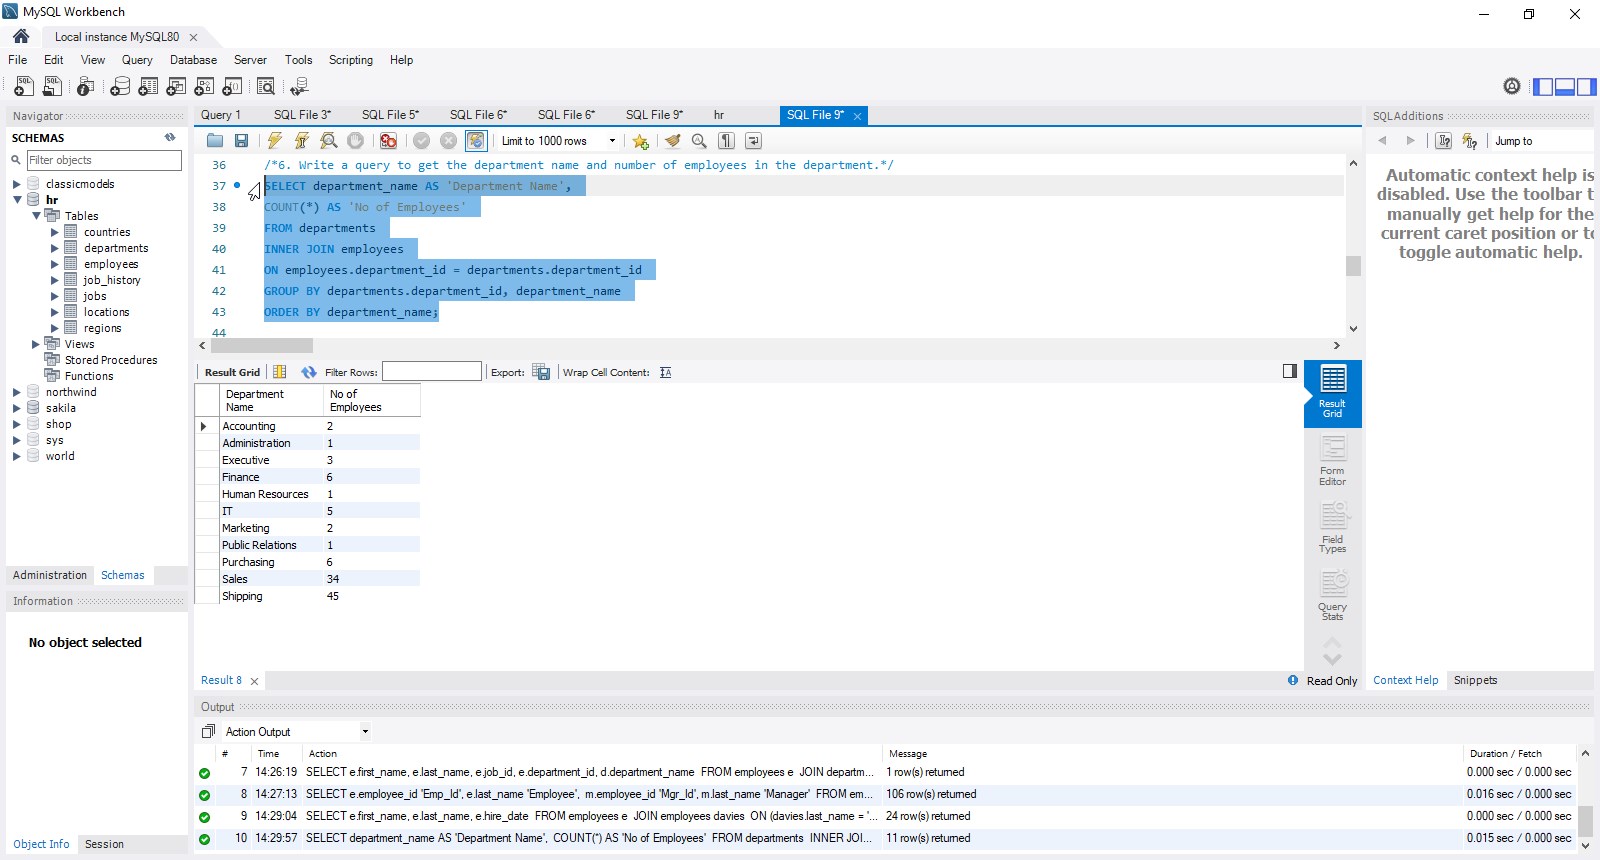 MySQL Workbench
Local instance MySQL80
File Edit View Query Database Server Tools Scripting Help
Navigator
SCHEMAS
Filter objects
classicmodels
hr
Tables
countries
departments
employees
job_history
jobs
locations
regions
Views
Stored Procedures
Functions
northwind
sakila
shop
sys
world
Administration Schemas
Information
No object selected
Object Info Session
Query 1 SQL File 3* SQL File 5* SQL File 6* SQL File 6* SQL File 9* hr SQL File 9*
Limit to 1000 rows
36 /*6. Write a query to get the department name and number of employees in the department.*/
37 SELECT department_name AS 'Department Name',
38 COUNT(*) AS 'No of Employees'
39 FROM departments
40 INNER JOIN employees
41 ON employees.department_id = departments.department_id
42 GROUP BY departments.department_id, department_name
43 ORDER BY department_name;
44
Result Grid Filter Rows: Export: Wrap Cell Content:
Department Name No of Employees
Accounting 2
Administration 1
Executive 3
Finance 6
Human Resources 1
IT 5
Marketing 2
Public Relations 1
Purchasing 6
Sales 34
Shipping 45
Result Grid
Form Editor
Field Types
Query Stats
Result 8
Read Only
SQLAdditions
Jump to
Automatic context help is
disabled. Use the toolbar t
manually get help for the
current caret position or to
toggle automatic help.
Context Help Snippets
Output
Action Output
# Time Action Message Duration / Fetch
7 14:26:19 SELECT e.first_name, e.last_name, e.job_id, e.department_id, d.department_name FROM employees e JOIN departm... 1 row(s) returned 0.000 sec / 0.000 sec
8 14:27:13 SELECT e.employee_id 'Emp_Id', e.last_name 'Employee', m.employee_id 'Mgr_Id', m.last_name 'Manager' FROM em... 106 row(s) returned 0.016 sec / 0.000 sec
9 14:29:04 SELECT e.first_name, e.last_name, e.hire_date FROM employees e JOIN employees davies ON (davies.last_name = '... 24 row(s) returned 0.000 sec / 0.000 sec
10 14:29:57 SELECT department_name AS 'Department Name', COUNT(*) AS 'No of Employees' FROM departments INNER JOI... 11 row(s) returned 0.015 sec / 0.000 sec